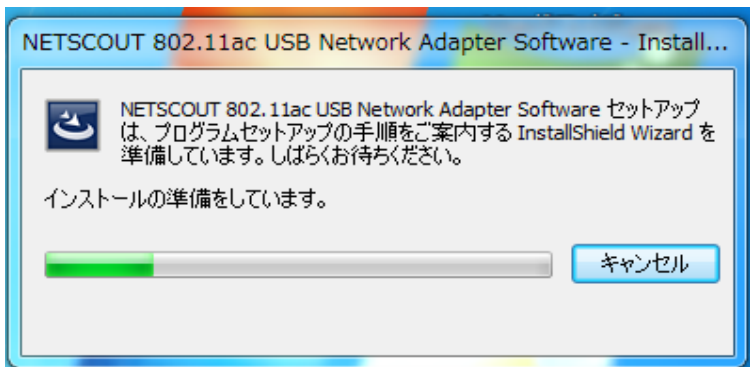 NETSCOUT 802.11ac USB Network Adapter Software - Install...
NETSCOUT 802.11ac USB Network Adapter Software セットアップ
は、プログラムセットアップの手順をご案内する InstallShield Wizard を
準備しています。しばらくお待ちください。
インストールの準備をしています。
キャンセル